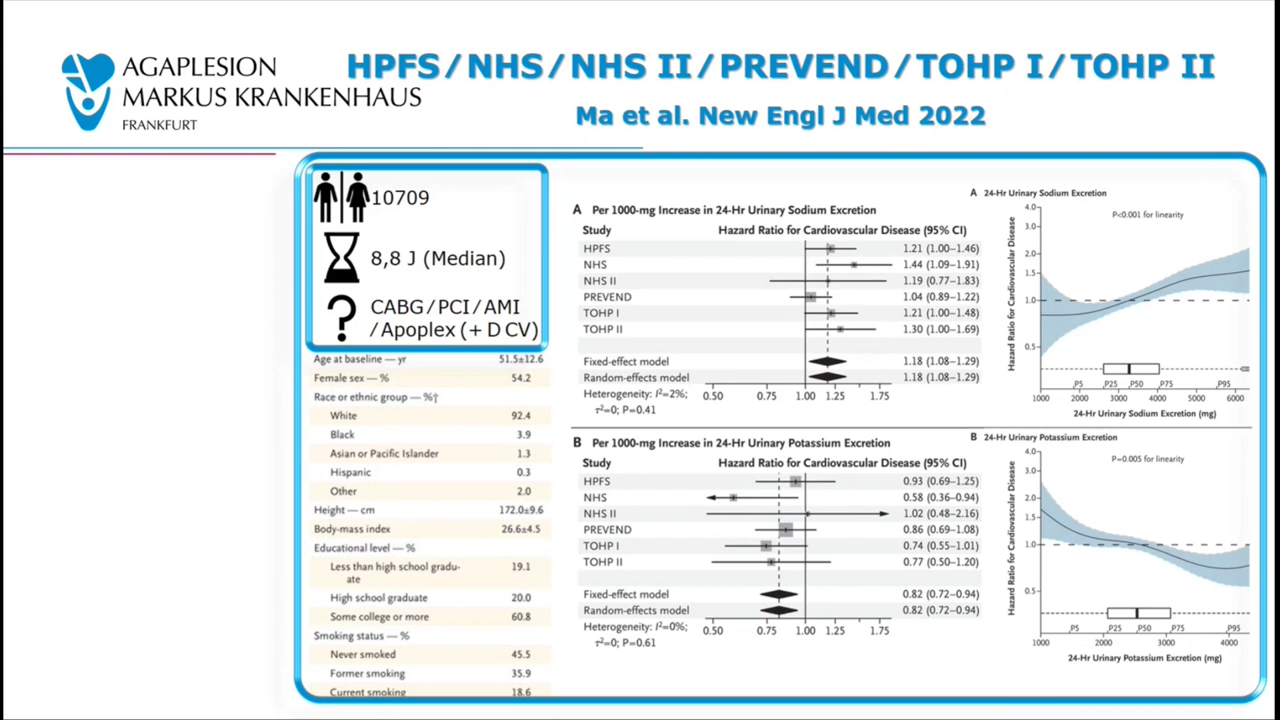 AGAPLESION
MARKUS KRANKENHAUS
FRANKFURT
HPFS/NHS/NHS II/PREVEND/TOHP I/TOHP II
Ma et al. New Engl J Med 2022
10709
8,8 J (Median)
?
CABG/PCI/AMI
/Apoplex (+ D CV)
Age at baseline — yr 51.5±12.6
Female sex — % 54.2
Race or ethnic group — %†
White 92.4
Black 3.9
Asian or Pacific Islander 1.3
Hispanic 0.3
Other 2.0
Height — cm 172.0±9.6
Body-mass index 26.6±4.5
Educational level — %
Less than high school gradu-
ate 19.1
High school graduate 20.0
Some college or more 60.8
Smoking status — %
Never smoked 45.5
Former smoking 35.9
Current smoking 18.6
A Per 1000-mg Increase in 24-Hr Urinary Sodium Excretion
Study Hazard Ratio for Cardiovascular Disease (95% CI)
HPFS 1.21 (1.00–1.46)
NHS 1.44 (1.09–1.91)
NHS II 1.19 (0.77–1.83)
PREVEND 1.04 (0.89–1.22)
TOHP I 1.21 (1.00–1.48)
TOHP II 1.30 (1.00–1.69)
Fixed-effect model 1.18 (1.08–1.29)
Random-effects model 1.18 (1.08–1.29)
Heterogeneity: I²=2%;
τ²=0; P=0.41
0.50 0.75 1.00 1.25 1.75
B Per 1000-mg Increase in 24-Hr Urinary Potassium Excretion
Study Hazard Ratio for Cardiovascular Disease (95% CI)
HPFS 0.93 (0.69–1.25)
NHS 0.58 (0.36–0.94)
NHS II 1.02 (0.48–2.16)
PREVEND 0.86 (0.69–1.08)
TOHP I 0.74 (0.55–1.01)
TOHP II 0.77 (0.50–1.20)
Fixed-effect model 0.82 (0.72–0.94)
Random-effects model 0.82 (0.72–0.94)
Heterogeneity: I²=0%;
τ²=0; P=0.61
0.50 0.75 1.00 1.25 1.75
A 24-Hr Urinary Sodium Excretion
P<0.001 for linearity
Hazard Ratio for Cardiovascular Disease
4.0
3.0
2.0
1.5
1.0
0.5
P5 P25 P50 P75 P95
1000 2000 3000 4000 5000 6000
24-Hr Urinary Sodium Excretion (mg)
B 24-Hr Urinary Potassium Excretion
P=0.005 for linearity
Hazard Ratio for Cardiovascular Disease
4.0
3.0
2.0
1.5
1.0
0.5
P5 P25 P50 P75 P95
1000 2000 3000 4000
24-Hr Urinary Potassium Excretion (mg)